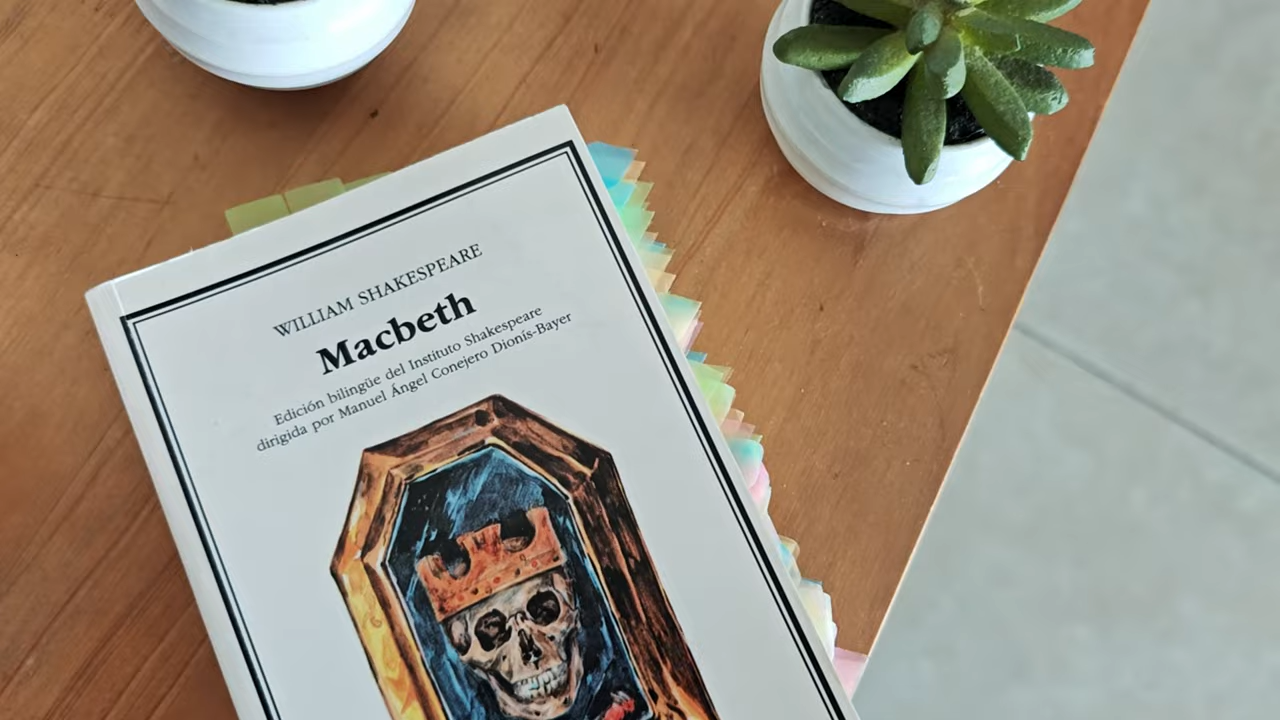 WILLIAM SHAKESPEARE
Macbeth
Edición bilingüe del Instituto Shakespeare
dirigida por Manuel Ángel Conejero Dionís-Bayer